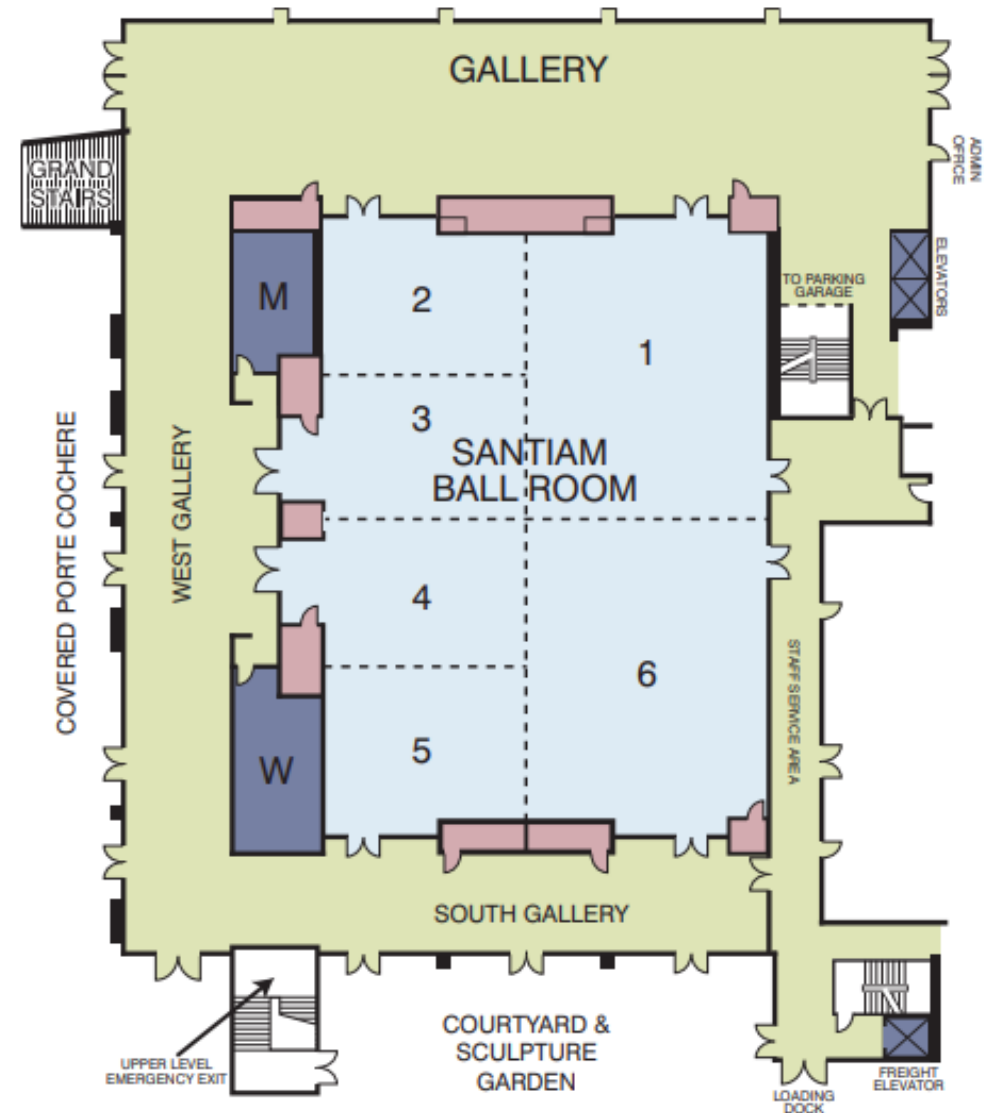 GALLERY
GRAND
STAIRS
ADMIN
OFFICE
ELEVATORS
TO PARKING
GARAGE
M
2
1
3
SANTIAM
BALL ROOM
WEST GALLERY
COVERED PORTE COCHERE
4
6
STAFF SERVICE AREA
W
5
SOUTH GALLERY
COURTYARD &
SCULPTURE
GARDEN
UPPER LEVEL
EMERGENCY EXIT
FREIGHT
ELEVATOR
LOADING
DOCK